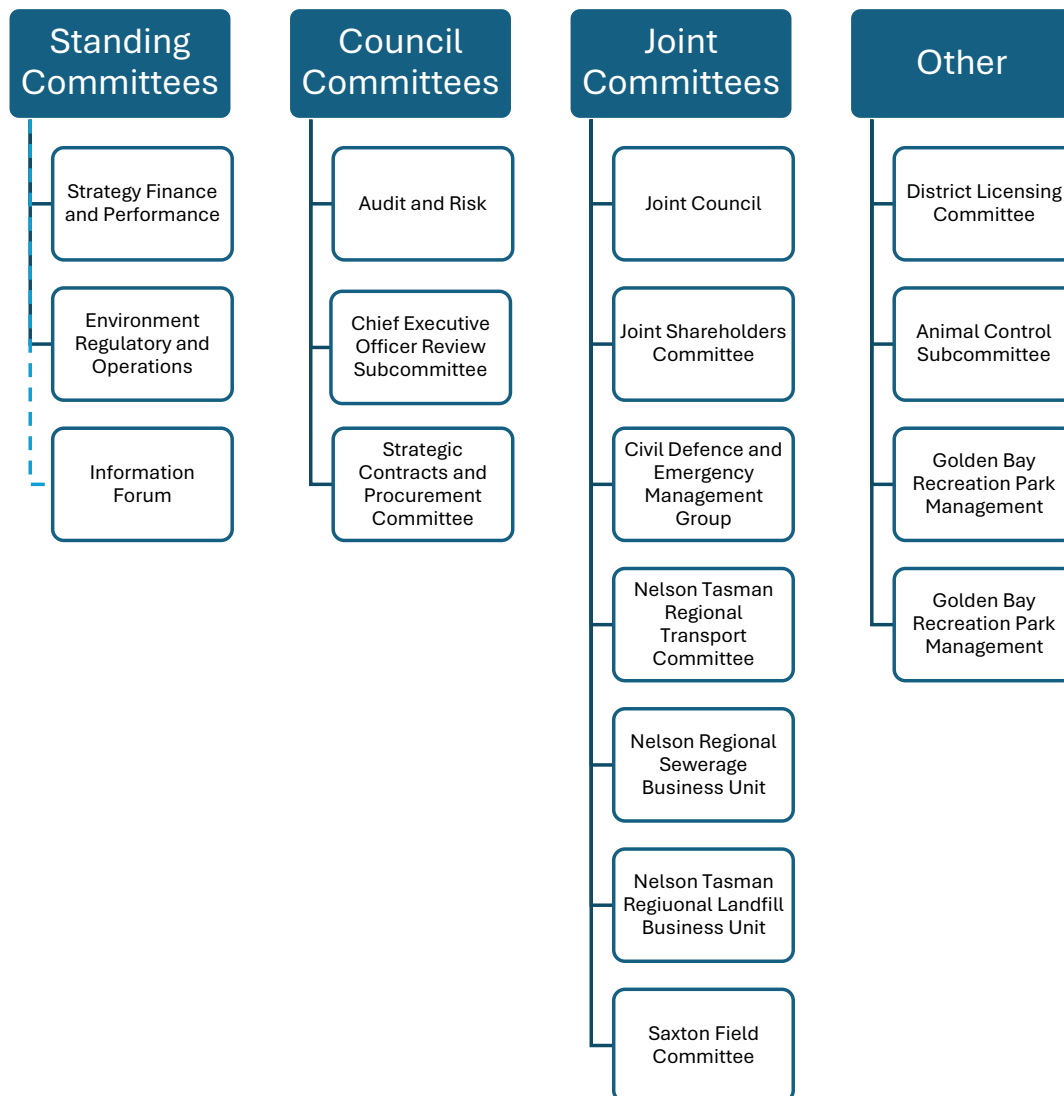 Standing
Committees
Strategy Finance
and Performance
Environment
Regulatory and
Operations
Information
Forum
Council
Committees
Audit and Risk
Chief Executive
Officer Review
Subcommittee
Strategic
Contracts and
Procurement
Committee
Joint
Committees
Joint Council
Joint Shareholders
Committee
Civil Defence and
Emergency
Management
Group
Nelson Tasman
Regional
Transport
Committee
Nelson Regional
Sewerage
Business Unit
Nelson Tasman
Regiuonal Landfill
Business Unit
Saxton Field
Committee
Other
District Licensing
Committee
Animal Control
Subcommittee
Golden Bay
Recreation Park
Management
Golden Bay
Recreation Park
Management